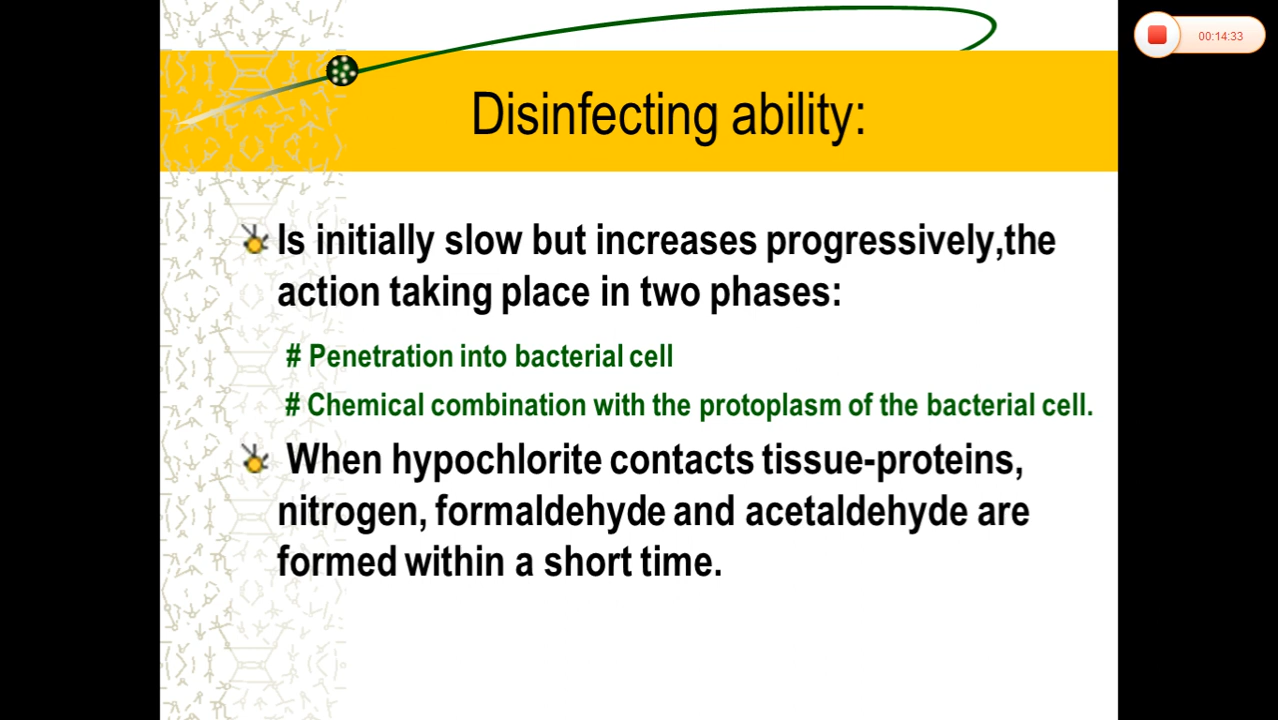 00:14:33
Disinfecting ability:
Is initially slow but increases progressively,the
action taking place in two phases:
# Penetration into bacterial cell
# Chemical combination with the protoplasm of the bacterial cell.
When hypochlorite contacts tissue-proteins,
nitrogen, formaldehyde and acetaldehyde are
formed within a short time.